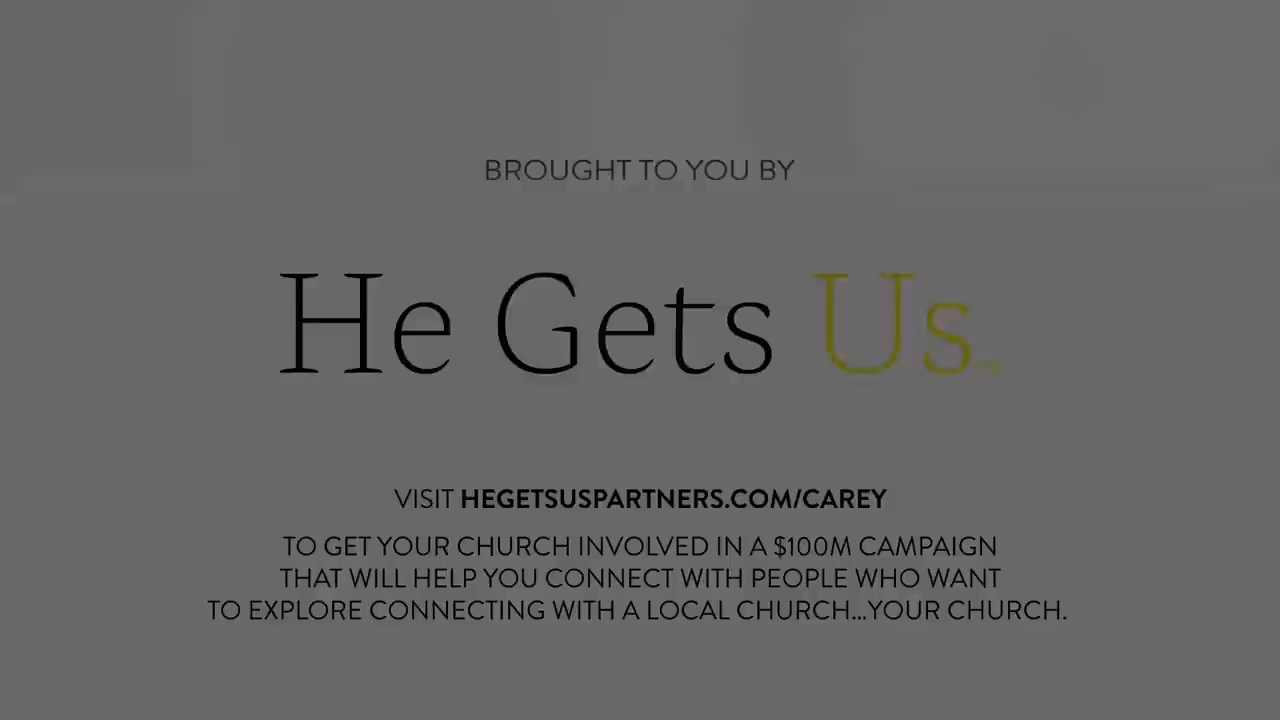 BROUGHT TO YOU BY
He Gets Us™
VISIT HEGETSUSPARTNERS.COM/CAREY
TO GET YOUR CHURCH INVOLVED IN A $100M CAMPAIGN
THAT WILL HELP YOU CONNECT WITH PEOPLE WHO WANT
TO EXPLORE CONNECTING WITH A LOCAL CHURCH...YOUR CHURCH.